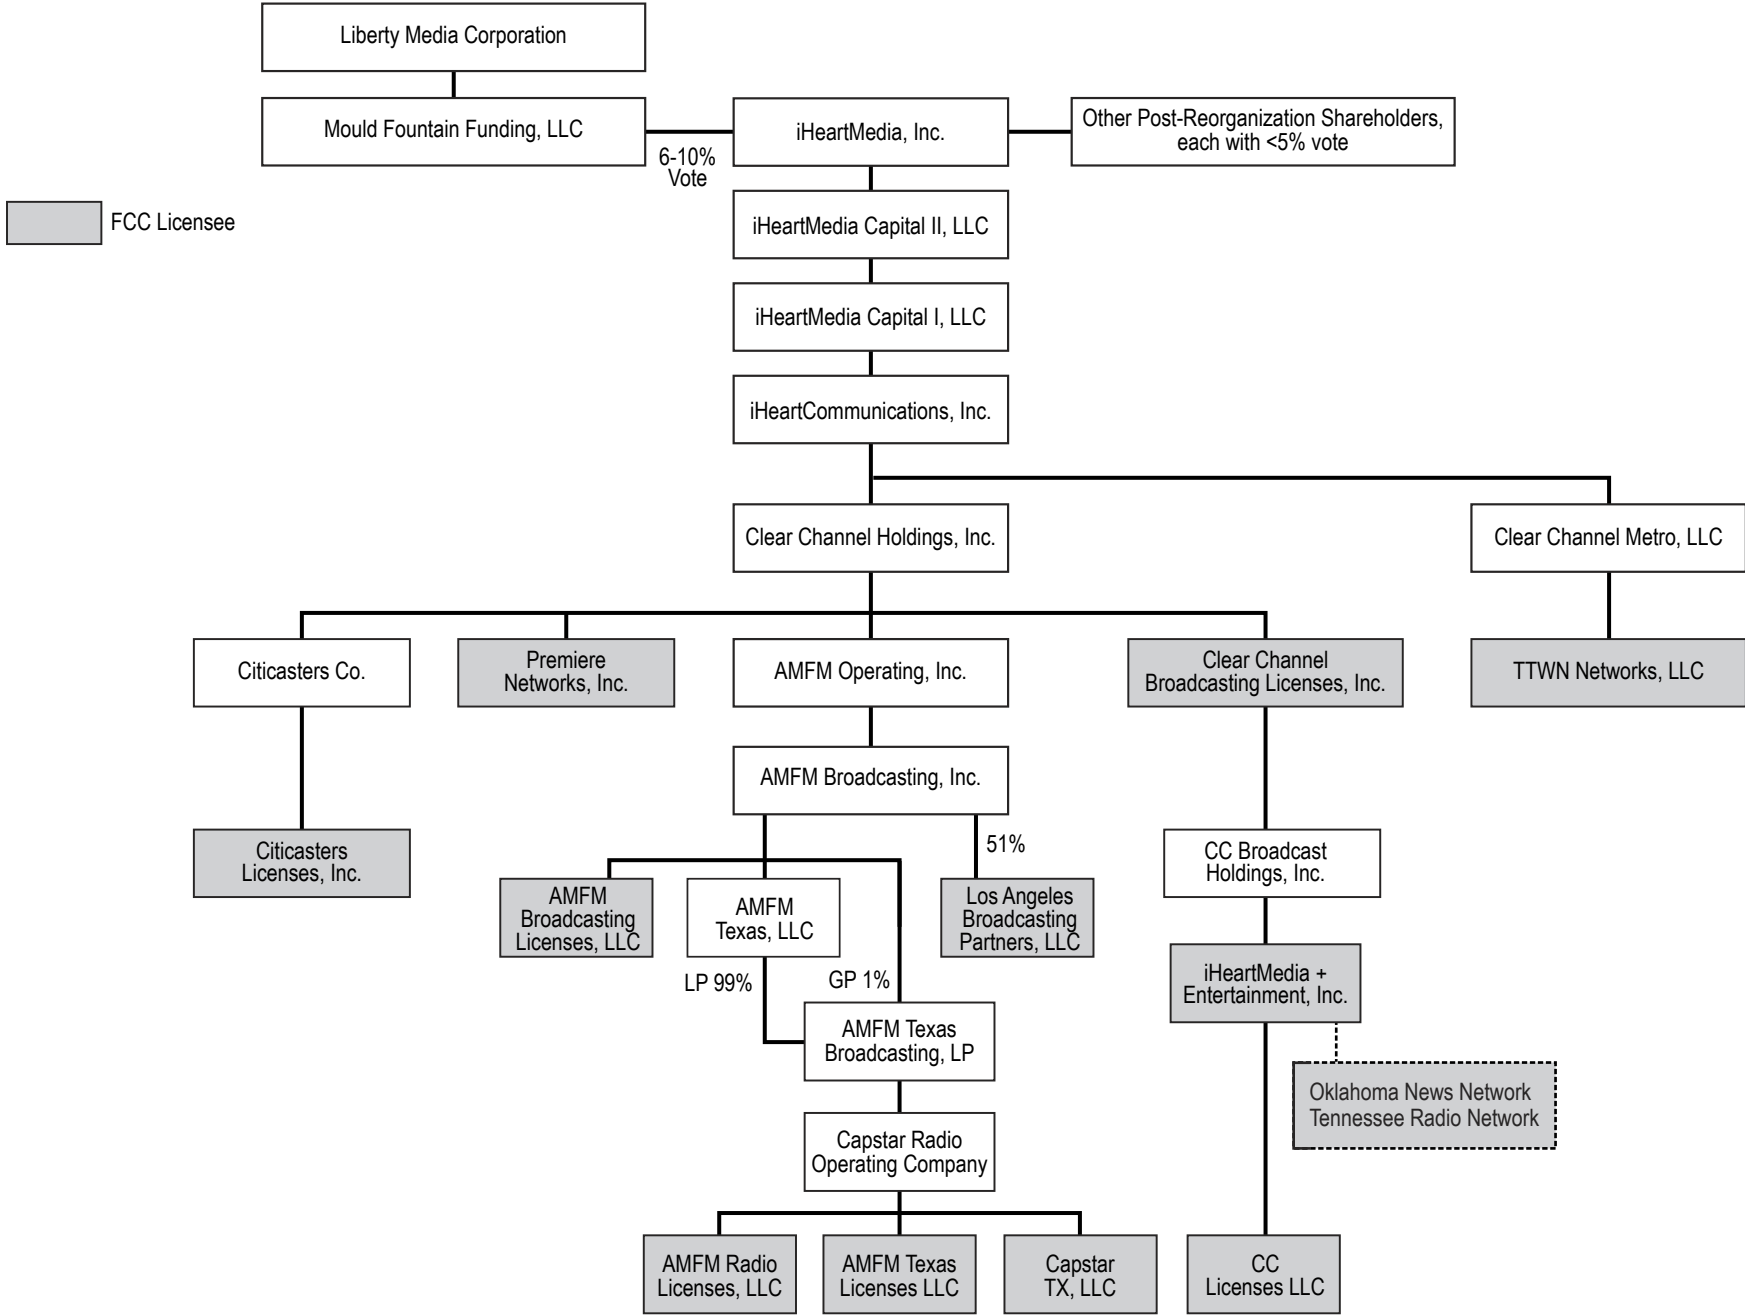 Liberty Media Corporation
Mould Fountain Funding, LLC
iHeartMedia, Inc.
Other Post-Reorganization Shareholders,
each with <5% vote
6-10%
Vote
iHeartMedia Capital II, LLC
FCC Licensee
iHeartMedia Capital I, LLC
iHeartCommunications, Inc.
Clear Channel Holdings, Inc.
Clear Channel Metro, LLC
Citicasters Co.
Premiere
Networks, Inc.
AMFM Operating, Inc.
Clear Channel
Broadcasting Licenses, Inc.
TTWN Networks, LLC
AMFM Broadcasting, Inc.
51%
Citicasters
Licenses, Inc.
CC Broadcast
Holdings, Inc.
AMFM
Broadcasting
Licenses, LLC
AMFM
Texas, LLC
Los Angeles
Broadcasting
Partners, LLC
LP 99%
GP 1%
iHeartMedia +
Entertainment, Inc.
AMFM Texas
Broadcasting, LP
Oklahoma News Network
Tennessee Radio Network
Capstar Radio
Operating Company
AMFM Radio
Licenses, LLC
AMFM Texas
Licenses LLC
Capstar
TX, LLC
CC
Licenses LLC